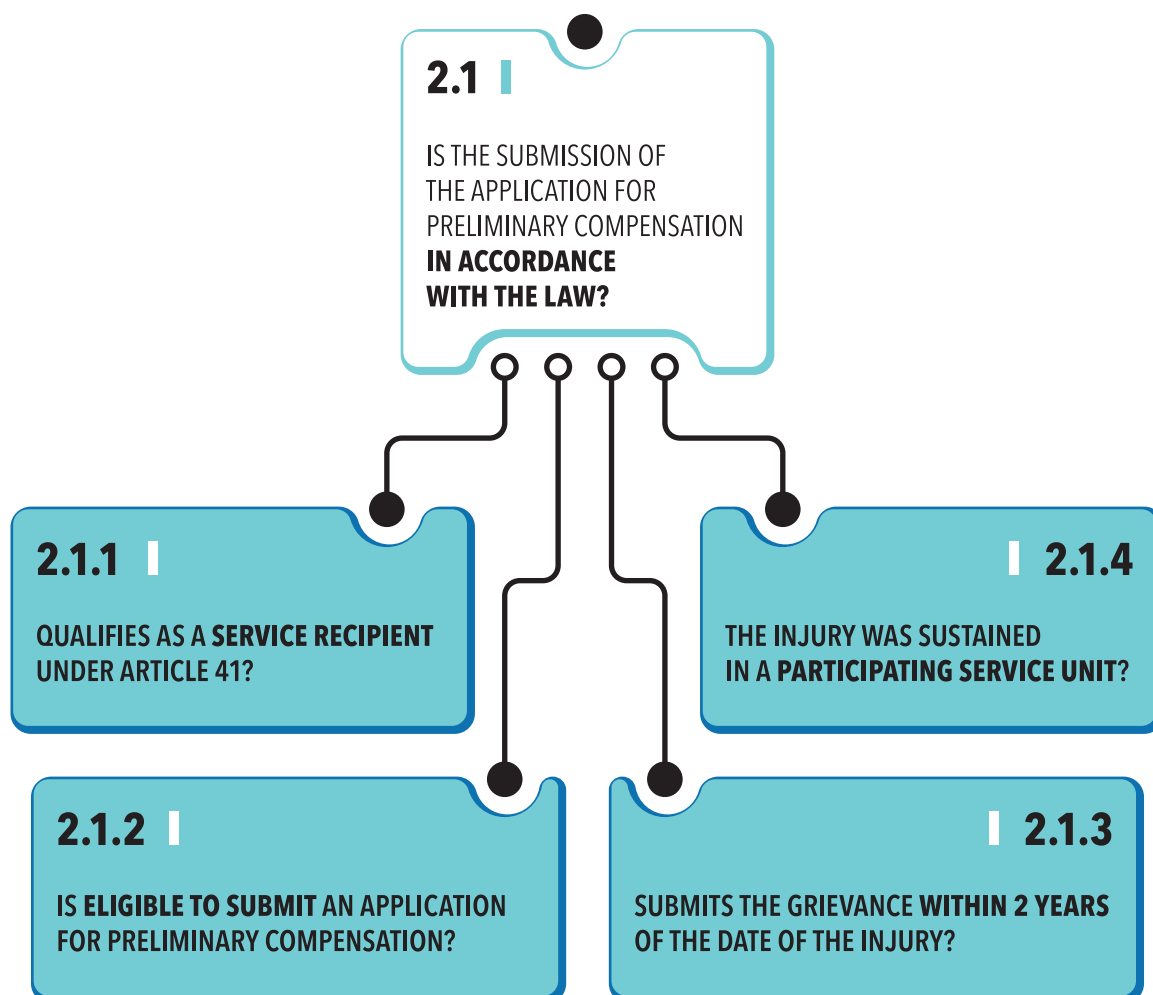 2.1
IS THE SUBMISSION OF
THE APPLICATION FOR
PRELIMINARY COMPENSATION
IN ACCORDANCE
WITH THE LAW?
2.1.1
QUALIFIES AS A SERVICE RECIPIENT
UNDER ARTICLE 41?
2.1.4
THE INJURY WAS SUSTAINED
IN A PARTICIPATING SERVICE UNIT?
2.1.2
IS ELIGIBLE TO SUBMIT AN APPLICATION
FOR PRELIMINARY COMPENSATION?
2.1.3
SUBMITS THE GRIEVANCE WITHIN 2 YEARS
OF THE DATE OF THE INJURY?